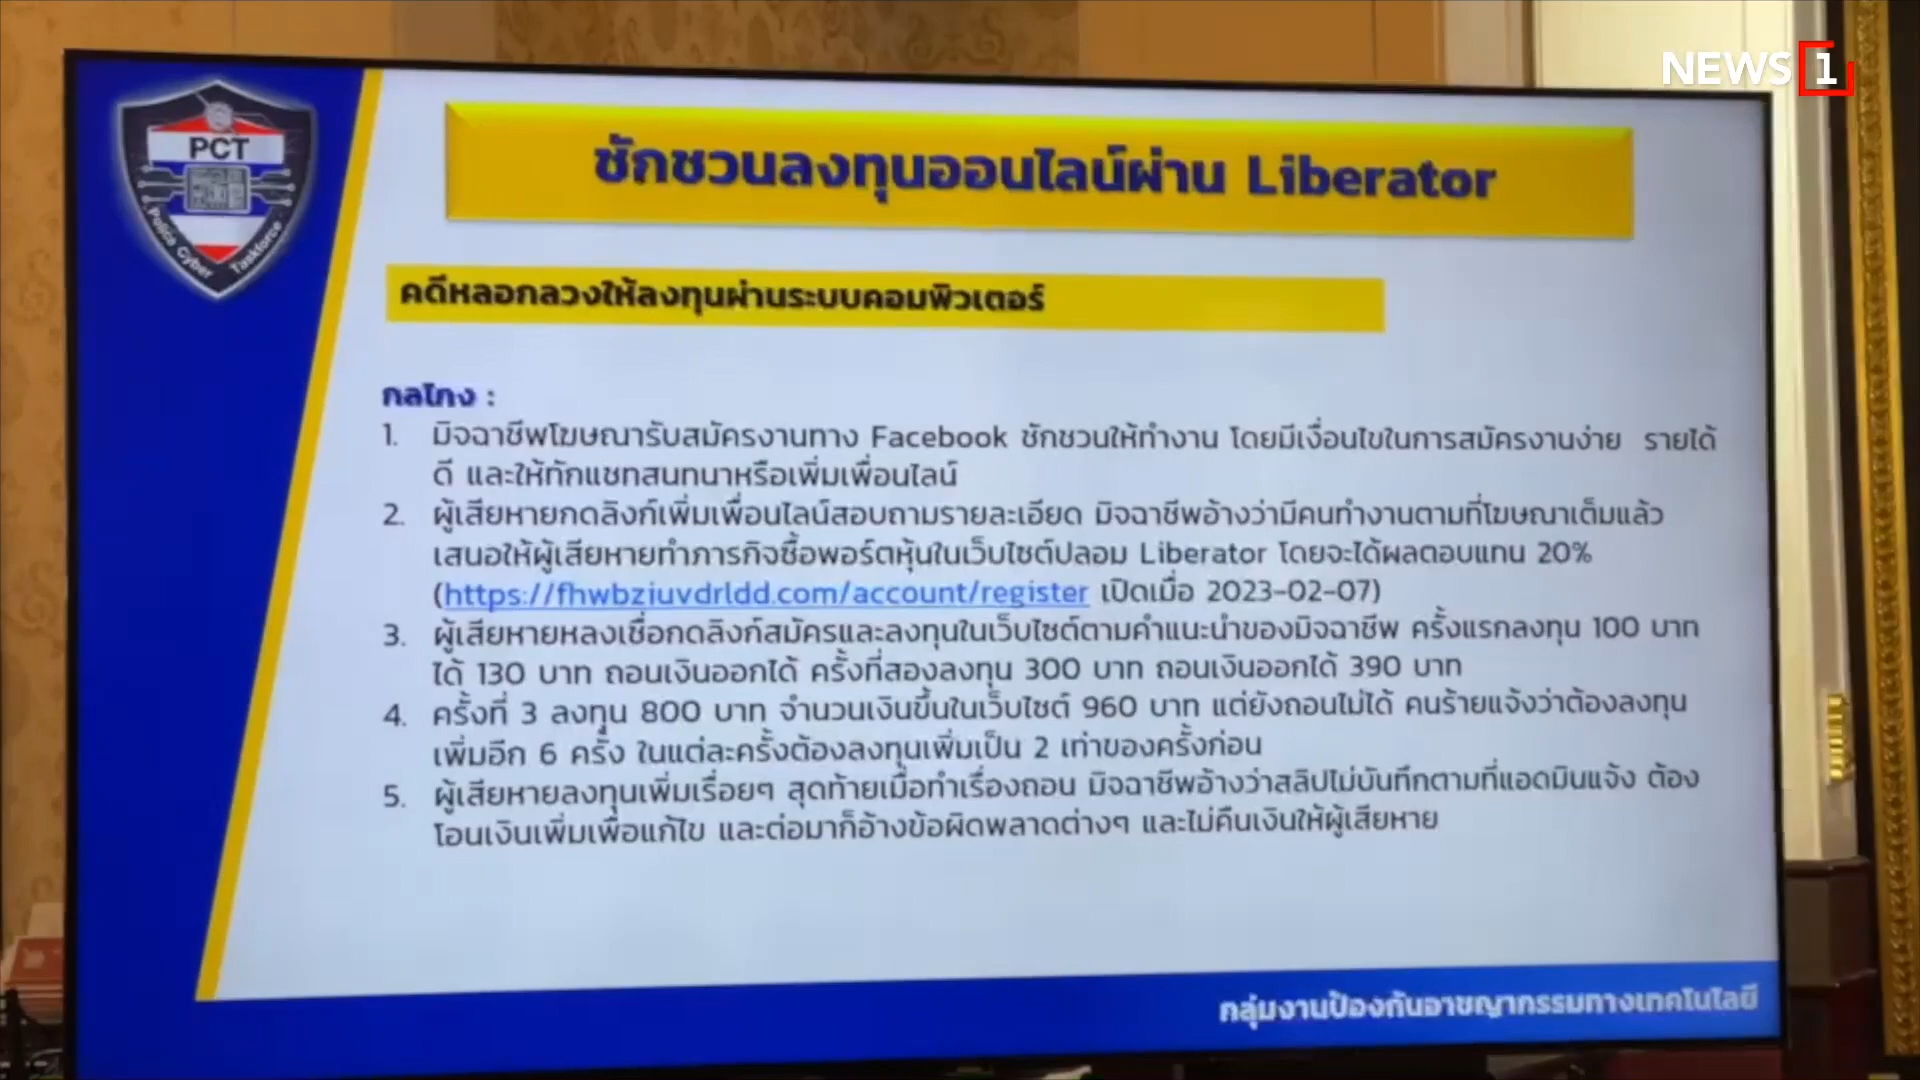 NEWS 1
PCT
Police Cyber Taskforce
ชักชวนลงทุนออนไลน์ผ่าน Liberator
คดีหลอกลวงให้ลงทุนผ่านระบบคอมพิวเตอร์
กลโกง :
1. มิจฉาชีพโฆษณารับสมัครงานทาง Facebook ชักชวนให้ทำงาน โดยมีเงื่อนไขในการสมัครงานง่าย รายได้
ดี และให้ทักแชทสนทนาหรือเพิ่มเพื่อนไลน์
2. ผู้เสียหายกดลิงก์เพิ่มเพื่อนไลน์สอบถามรายละเอียด มิจฉาชีพอ้างว่ามีคนทำงานตามที่โฆษณาเต็มแล้ว
เสนอให้ผู้เสียหายทำภารกิจซื้อพอร์ตหุ้นในเว็บไซต์ปลอม Liberator โดยจะได้ผลตอบแทน 20%
(https://fhwbziuvdrldd.com/account/register เปิดเมื่อ 2023-02-07)
3. ผู้เสียหายหลงเชื่อกดลิงก์สมัครและลงทุนในเว็บไซต์ตามคำแนะนำของมิจฉาชีพ ครั้งแรกลงทุน 100 บาท
ได้ 130 บาท ถอนเงินออกได้ ครั้งที่สองลงทุน 300 บาท ถอนเงินออกได้ 390 บาท
4. ครั้งที่ 3 ลงทุน 800 บาท จำนวนเงินขึ้นในเว็บไซต์ 960 บาท แต่ยังถอนไม่ได้ คนร้ายแจ้งว่าต้องลงทุน
เพิ่มอีก 6 ครั้ง ในแต่ละครั้งต้องลงทุนเพิ่มเป็น 2 เท่าของครั้งก่อน
5. ผู้เสียหายลงทุนเพิ่มเรื่อยๆ สุดท้ายเมื่อทำเรื่องถอน มิจฉาชีพอ้างว่าสลิปไม่บันทึกตามที่แอดมินแจ้ง ต้อง
โอนเงินเพิ่มเพื่อแก้ไข และต่อมาก็อ้างข้อผิดพลาดต่างๆ และไม่คืนเงินให้ผู้เสียหาย
กลุ่มงานป้องกันอาชญากรรมทางเทคโนโลยี